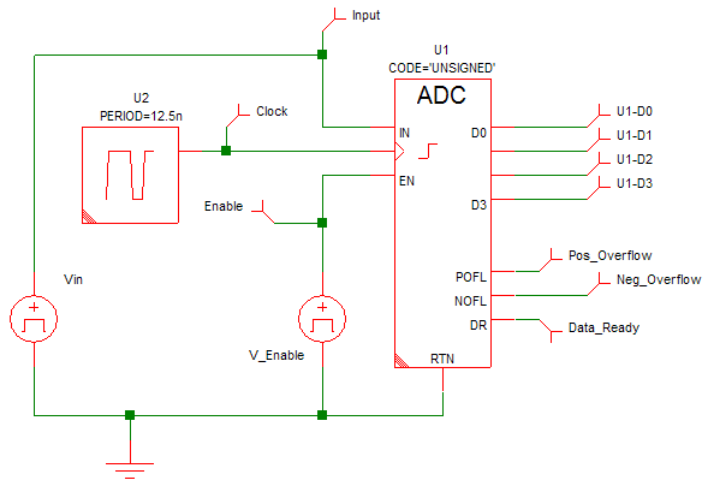 Input
U1
CODE='UNSIGNED'
ADC
U2
PERIOD=12.5n
Clock
IN
D0
U1-D0
U1-D1
EN
U1-D2
D3
U1-D3
Enable
Pos_Overflow
POFL
Vin
Neg_Overflow
NOFL
+
+
DR
Data_Ready
V_Enable
RTN